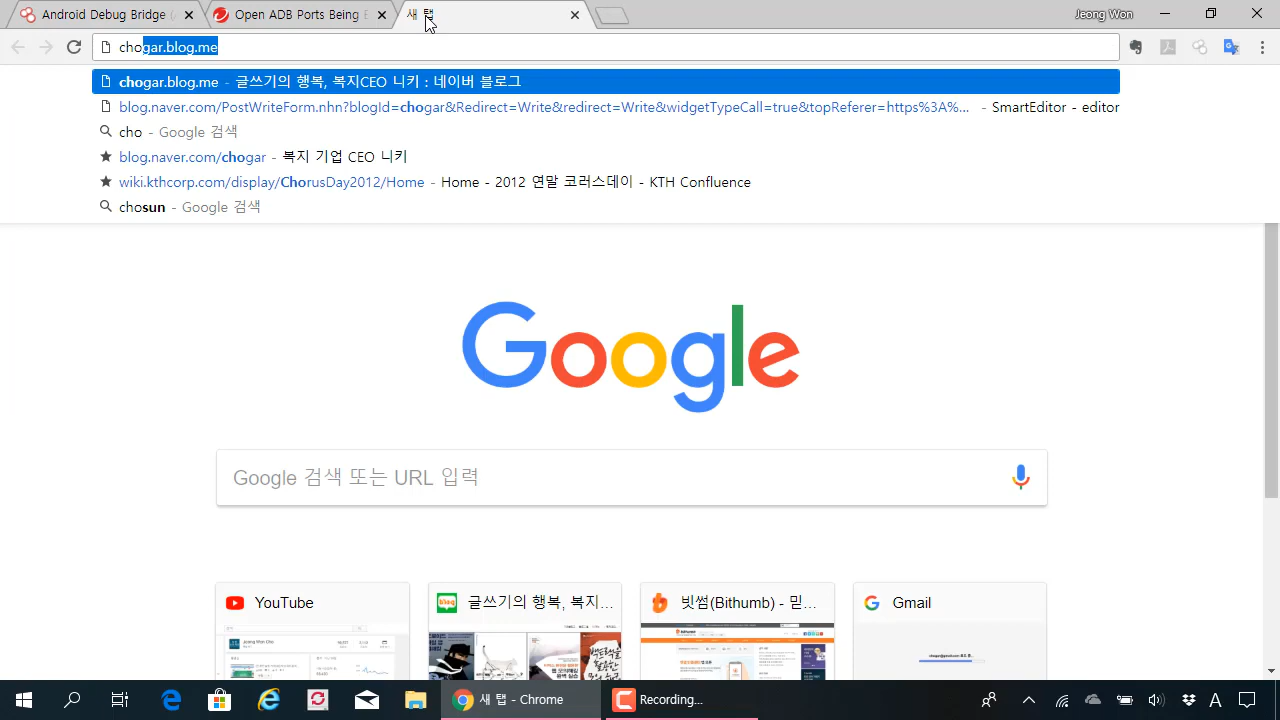 Android Debug Bridge (
Open ADB Ports Being E
새 탭
Jeong Won
chogar.blog.me
chogar.blog.me - 글쓰기의 행복, 복지CEO 니키 : 네이버 블로그
blog.naver.com/PostWriteForm.nhn?blogId=chogar&Redirect=Write&redirect=Write&widgetTypeCall=true&topReferer=https%3A%... - SmartEditor - editor
cho - Google 검색
blog.naver.com/chogar - 복지 기업 CEO 니키
wiki.kthcorp.com/display/ChorusDay2012/Home - Home - 2012 연말 코러스데이 - KTH Confluence
chosun - Google 검색
Google
Google 검색 또는 URL 입력
YouTube
글쓰기의 행복, 복지...
빗썸(Bithumb) - 믿...
Gmail
Jeong Won Cho
새 탭 - Chrome
Recording...
A